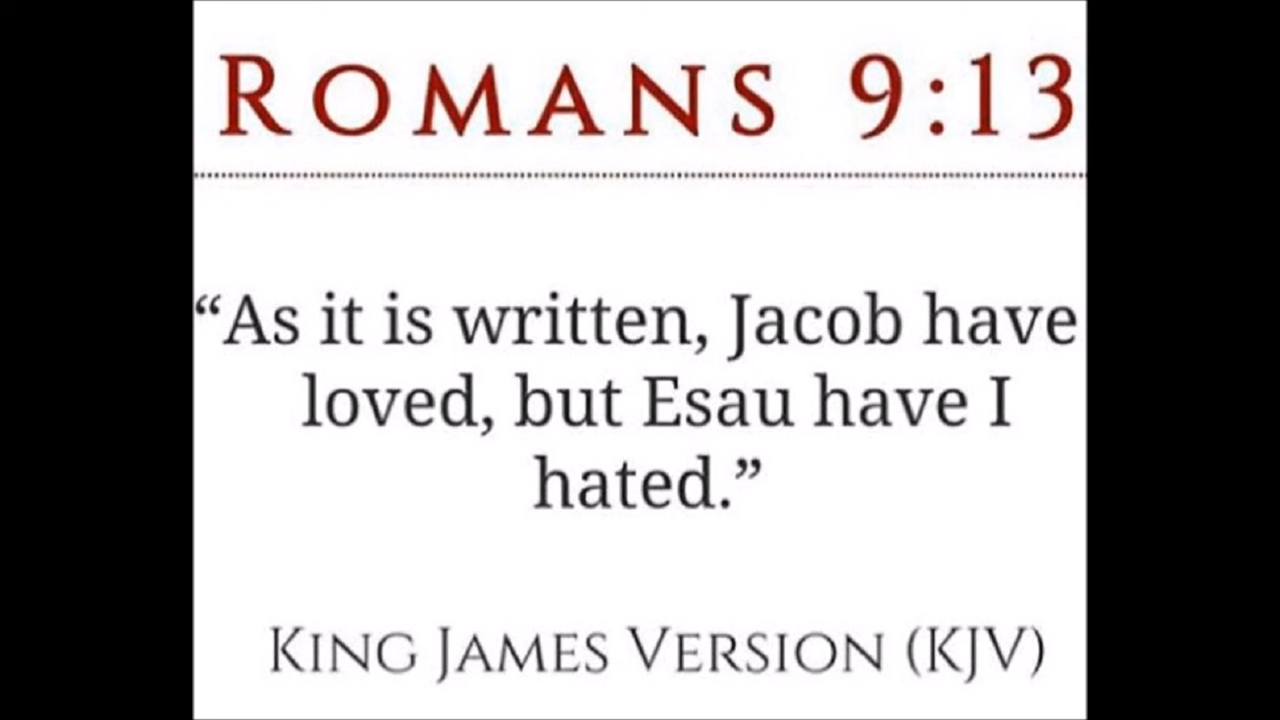 ROMANS 9:13
“As it is written, Jacob have
loved, but Esau have I
hated.”
KING JAMES VERSION (KJV)